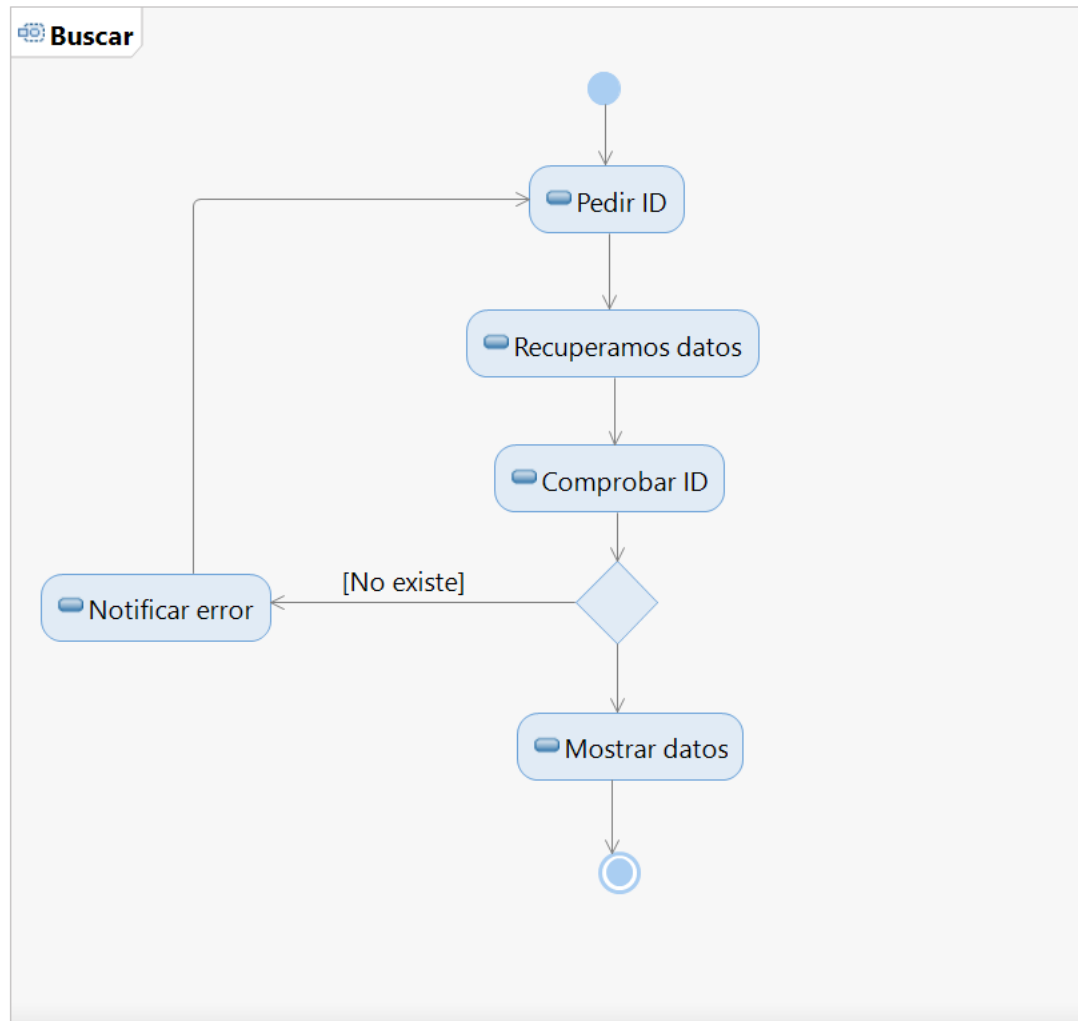 Buscar
Pedir ID
Recuperamos datos
Comprobar ID
[No existe]
Notificar error
Mostrar datos